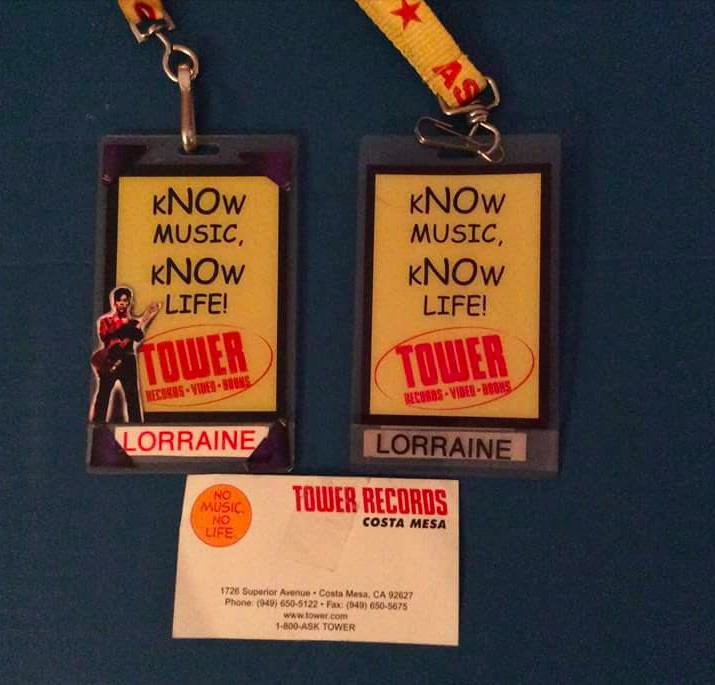 AS
kNOw
MUSIC,
kNOw
LIFE!
TOWER
RECORDS • VIDEO • BOOKS
LORRAINE
kNOw
MUSIC,
kNOw
LIFE!
TOWER
RECORDS • VIDEO • BOOKS
LORRAINE
NO
MUSIC,
NO
LIFE.
TOWER RECORDS
COSTA MESA
1726 Superior Avenue • Costa Mesa, CA 92627
Phone: (949) 650-5122 • Fax: (949) 650-5675
www.tower.com
1-800-ASK TOWER